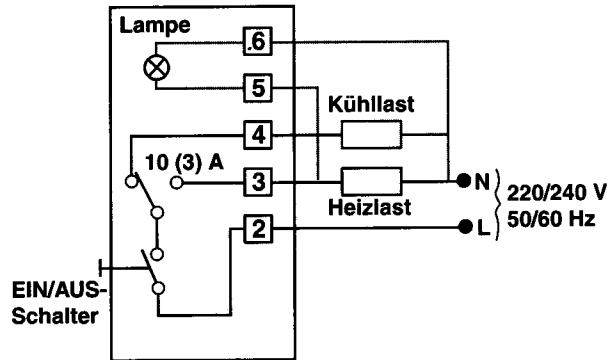 Lampe
.6
5
Kühllast
4
10 (3) A
3
N
Heizlast
220/240 V
50/60 Hz
2
L
EIN/AUS-
Schalter